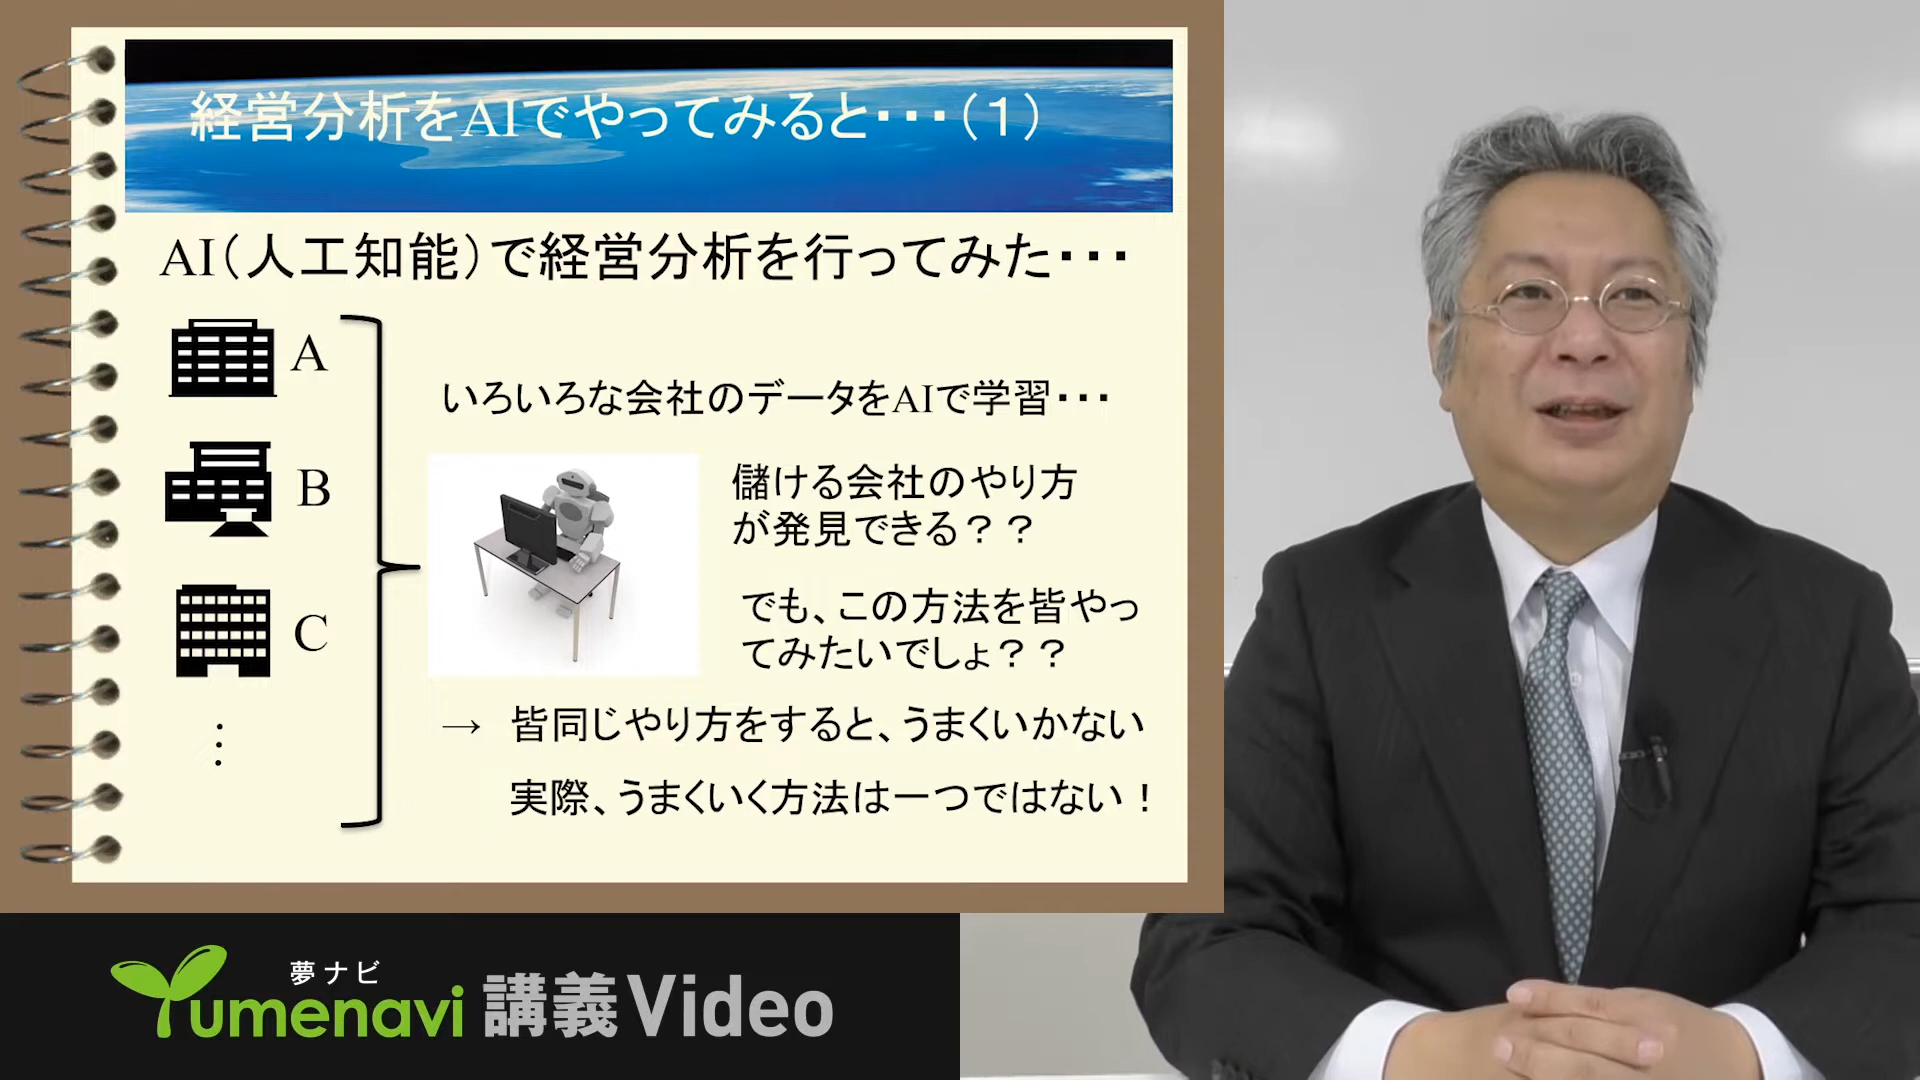 経営分析をAIでやってみると・・・（１）
AI（人工知能）で経営分析を行ってみた・・・
A
B
C
⋮
いろいろな会社のデータをAIで学習・・・
儲ける会社のやり方
が発見できる？？
でも、この方法を皆やっ
てみたいでしょ？？
→ 皆同じやり方をすると、うまくいかない
実際、うまくいく方法は一つではない！
夢ナビ
Yumenavi 講義Video